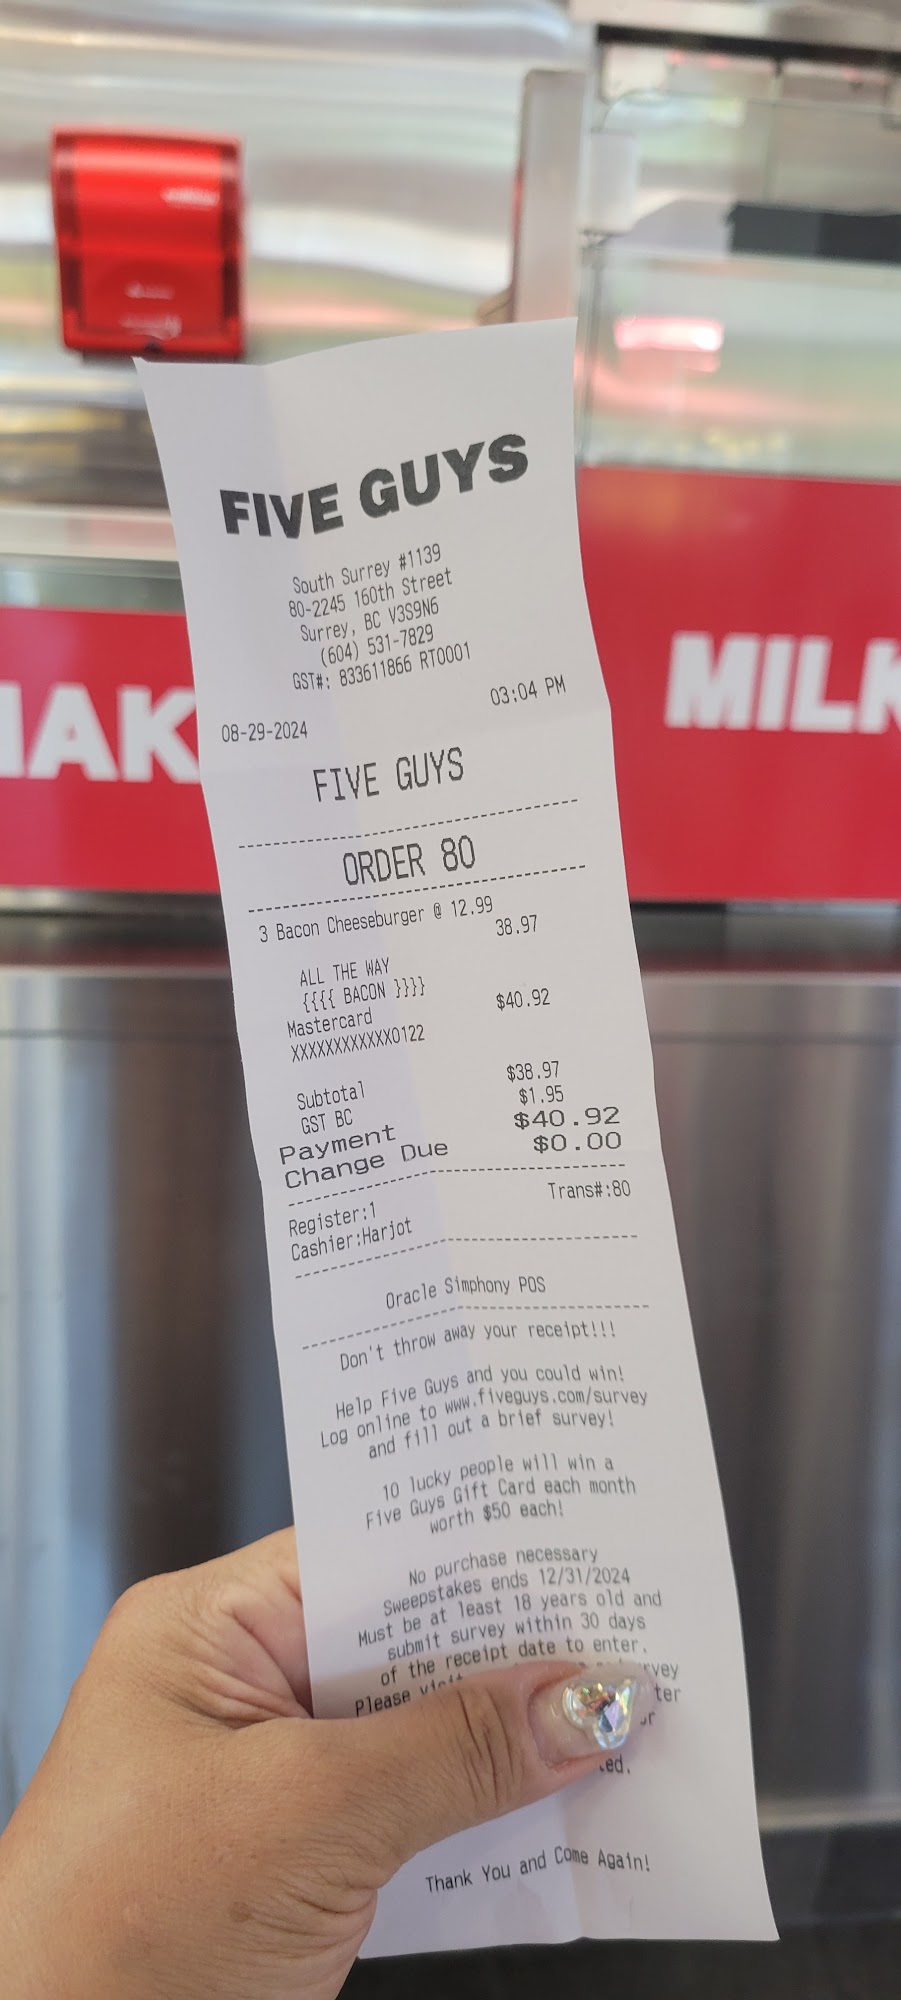 FIVE GUYS
South Surrey #1139
80-2245 160th Street
Surrey, BC V3S9N6
(604) 531-7829
GST#: 833611866 RT0001
08-29-2024 03:04 PM
FIVE GUYS
ORDER 80
3 Bacon Cheeseburger @ 12.99
38.97
ALL THE WAY
{{{{ BACON }}}}
Mastercard $40.92
XXXXXXXXXXXX0122
Subtotal $38.97
GST BC $1.95
Payment $40.92
Change Due $0.00
Register:1 Trans#:80
Cashier:Harjot
Oracle Simphony POS
Don't throw away your receipt!!!
Help Five Guys and you could win!
Log online to www.fiveguys.com/survey
and fill out a brief survey!
10 lucky people will win a
Five Guys Gift Card each month
worth $50 each!
No purchase necessary
Sweepstakes ends 12/31/2024
Must be at least 18 years old and
submit survey within 30 days
of the receipt date to enter.
Please
Thank You and Come Again!
HAK
MILK